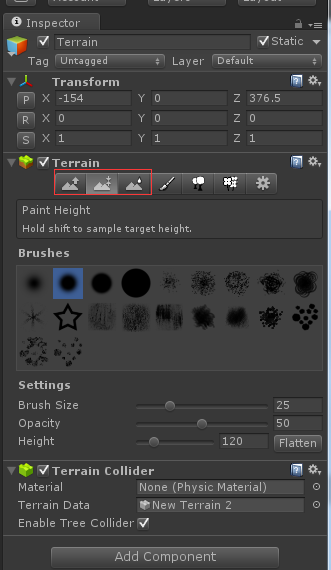 Inspector
Terrain
Static
Tag Untagged Layer Default
Transform
P X -154 Y 0 Z 376.5
R X 0 Y 0 Z 0
S X 1 Y 1 Z 1
Terrain
Paint Height
Hold shift to sample target height.
Brushes
Settings
Brush Size 25
Opacity 50
Height 120 Flatten
Terrain Collider
Material None (Physic Material)
Terrain Data New Terrain 2
Enable Tree Collider
Add Component